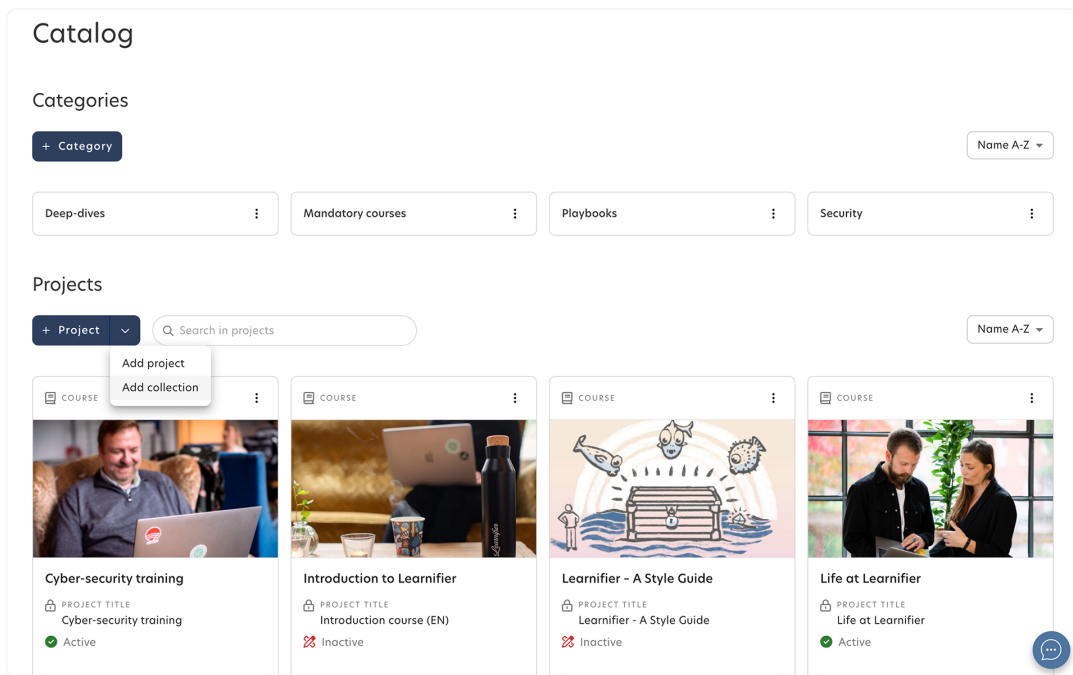 Catalog
Categories
+ Category
Name A-Z
Deep-dives
Mandatory courses
Playbooks
Security
Projects
+ Project
Search in projects
Name A-Z
Add project
Add collection
COURSE
COURSE
COURSE
COURSE
Learnifier
Cyber-security training
Introduction to Learnifier
Learnifier – A Style Guide
Life at Learnifier
PROJECT TITLE
PROJECT TITLE
PROJECT TITLE
PROJECT TITLE
Cyber-security training
Introduction course (EN)
Learnifier - A Style Guide
Life at Learnifier
Active
Inactive
Inactive
Active